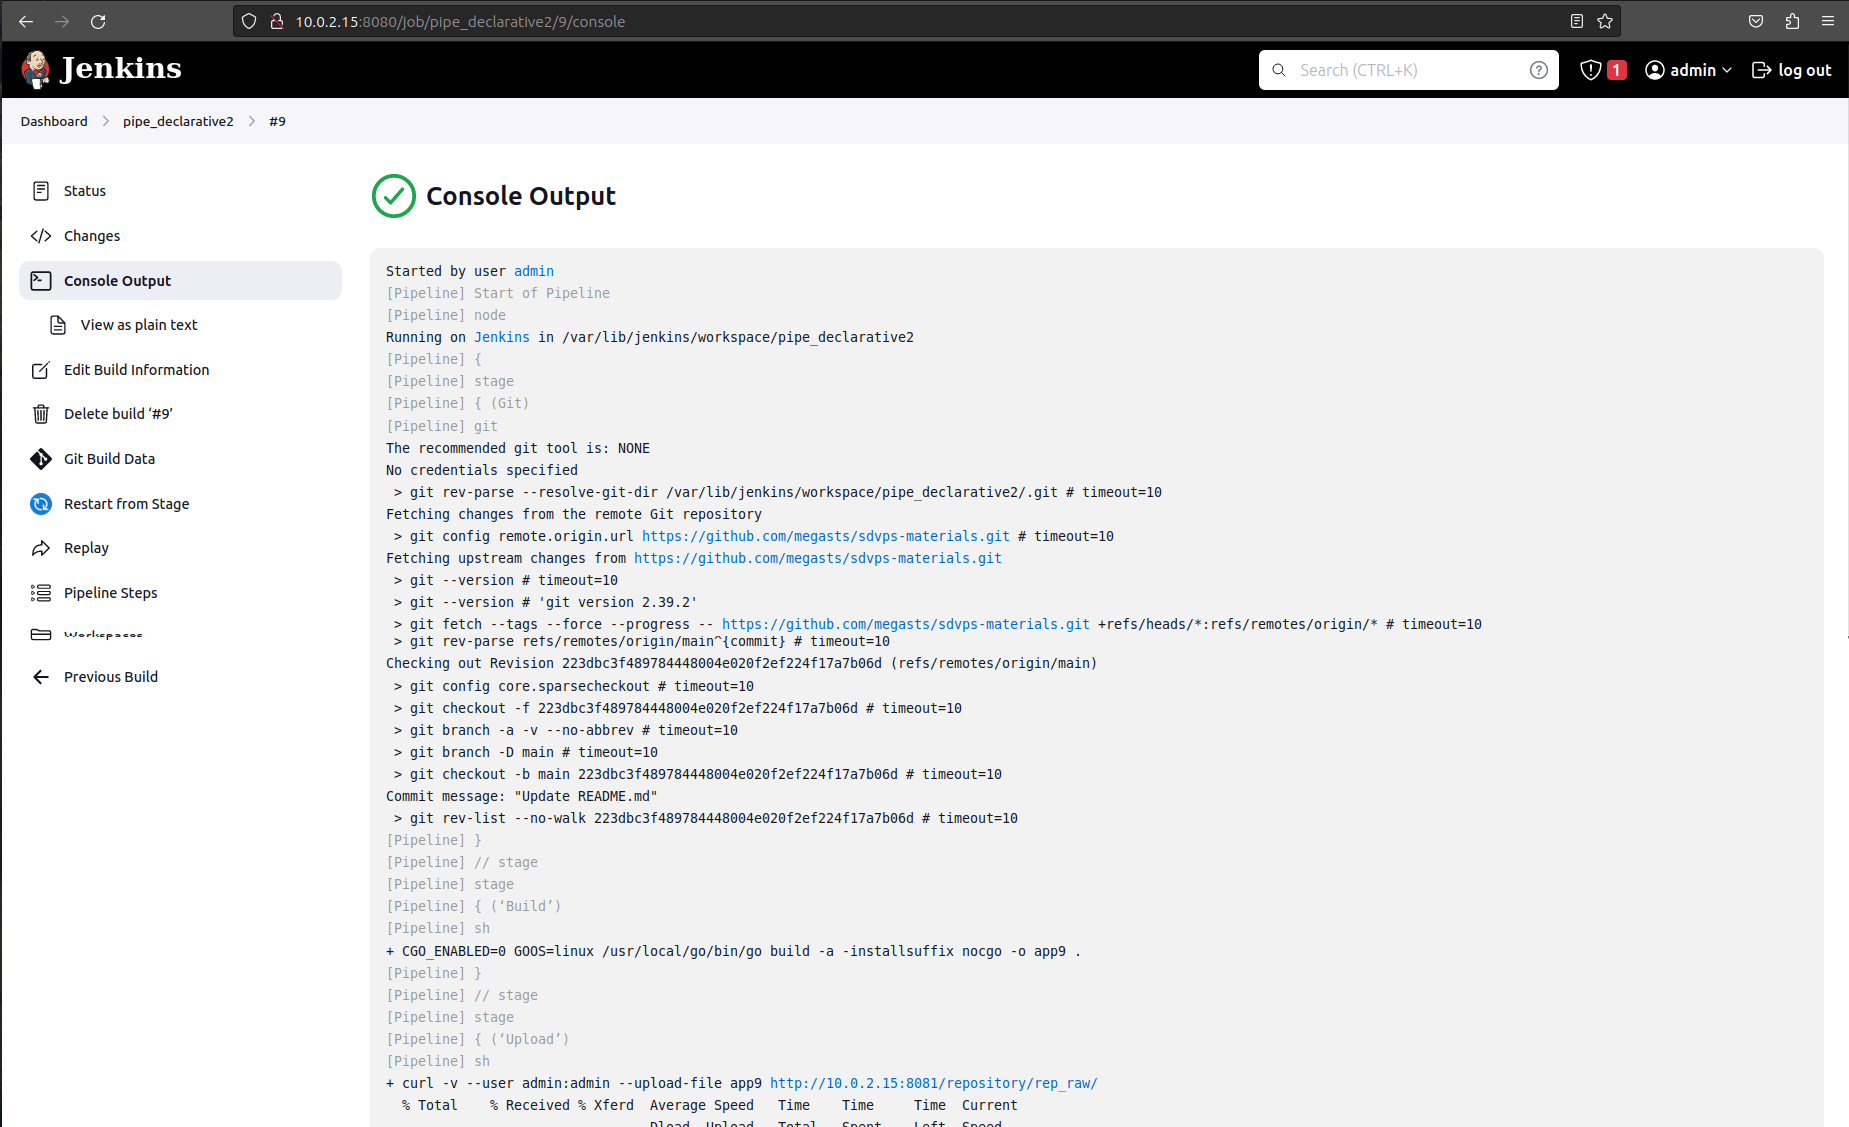 10.0.2.15:8080/job/pipe_declarative2/9/console
Jenkins
Search (CTRL+K)
1
admin
log out
Dashboard
pipe_declarative2
#9
Status
Changes
Console Output
View as plain text
Edit Build Information
Delete build ‘#9’
Git Build Data
Restart from Stage
Replay
Pipeline Steps
Workspaces
Previous Build
Console Output
Started by user admin
[Pipeline] Start of Pipeline
[Pipeline] node
Running on Jenkins in /var/lib/jenkins/workspace/pipe_declarative2
[Pipeline] {
[Pipeline] stage
[Pipeline] { (Git)
[Pipeline] git
The recommended git tool is: NONE
No credentials specified
> git rev-parse --resolve-git-dir /var/lib/jenkins/workspace/pipe_declarative2/.git # timeout=10
Fetching changes from the remote Git repository
> git config remote.origin.url https://github.com/megasts/sdvps-materials.git # timeout=10
Fetching upstream changes from https://github.com/megasts/sdvps-materials.git
> git --version # timeout=10
> git --version # 'git version 2.39.2'
> git fetch --tags --force --progress -- https://github.com/megasts/sdvps-materials.git +refs/heads/*:refs/remotes/origin/* # timeout=10
> git rev-parse refs/remotes/origin/main^{commit} # timeout=10
Checking out Revision 223dbc3f489784448004e020f2ef224f17a7b06d (refs/remotes/origin/main)
> git config core.sparsecheckout # timeout=10
> git checkout -f 223dbc3f489784448004e020f2ef224f17a7b06d # timeout=10
> git branch -a -v --no-abbrev # timeout=10
> git branch -D main # timeout=10
> git checkout -b main 223dbc3f489784448004e020f2ef224f17a7b06d # timeout=10
Commit message: "Update README.md"
> git rev-list --no-walk 223dbc3f489784448004e020f2ef224f17a7b06d # timeout=10
[Pipeline] }
[Pipeline] // stage
[Pipeline] stage
[Pipeline] { (‘Build’)
[Pipeline] sh
+ CGO_ENABLED=0 GOOS=linux /usr/local/go/bin/go build -a -installsuffix nocgo -o app9 .
[Pipeline] }
[Pipeline] // stage
[Pipeline] stage
[Pipeline] { (‘Upload’)
[Pipeline] sh
+ curl -v --user admin:admin --upload-file app9 http://10.0.2.15:8081/repository/rep_raw/
% Total % Received % Xferd Average Speed Time Time Time Current
Dload Upload Total Spent Left Speed